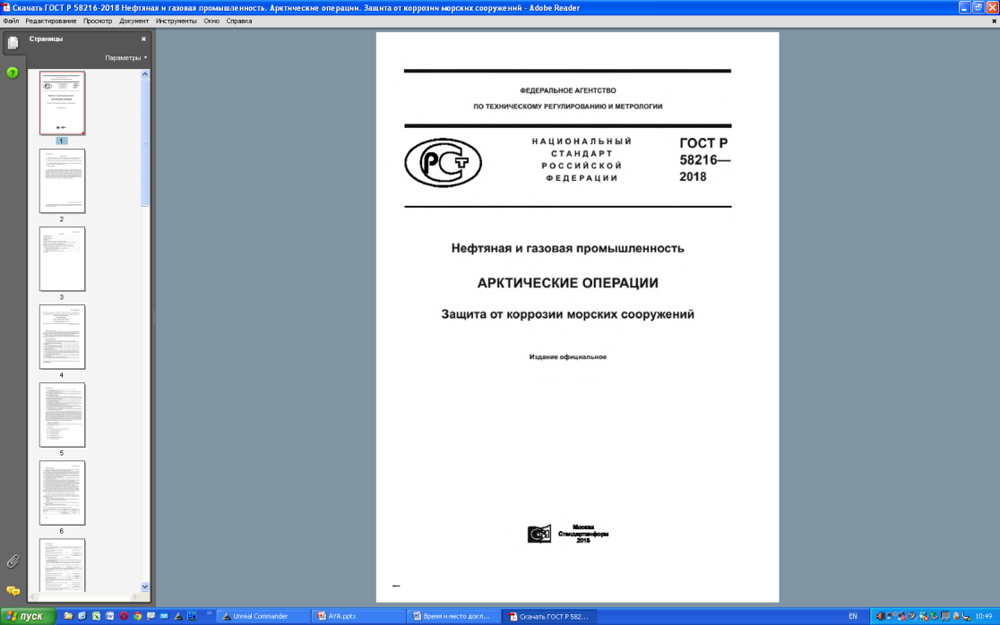 Скачать ГОСТ Р 58216-2018 Нефтяная и газовая промышленность. Арктические операции. Защита от коррозии морских сооружений - Adobe Reader
Файл Редактирование Просмотр Документ Инструменты Окно Справка
Страницы
Параметры
1
2
3
4
5
6
ФЕДЕРАЛЬНОЕ АГЕНТСТВО
ПО ТЕХНИЧЕСКОМУ РЕГУЛИРОВАНИЮ И МЕТРОЛОГИИ
РСТ
НАЦИОНАЛЬНЫЙ
СТАНДАРТ
РОССИЙСКОЙ
ФЕДЕРАЦИИ
ГОСТ Р
58216—
2018
Нефтяная и газовая промышленность
АРКТИЧЕСКИЕ ОПЕРАЦИИ
Защита от коррозии морских сооружений
Издание официальное
Москва
Стандартинформ
2018
пуск
Unreal Commander
AYA.pptx
Время и место докл...
Скачать ГОСТ Р 582...
EN
10:49